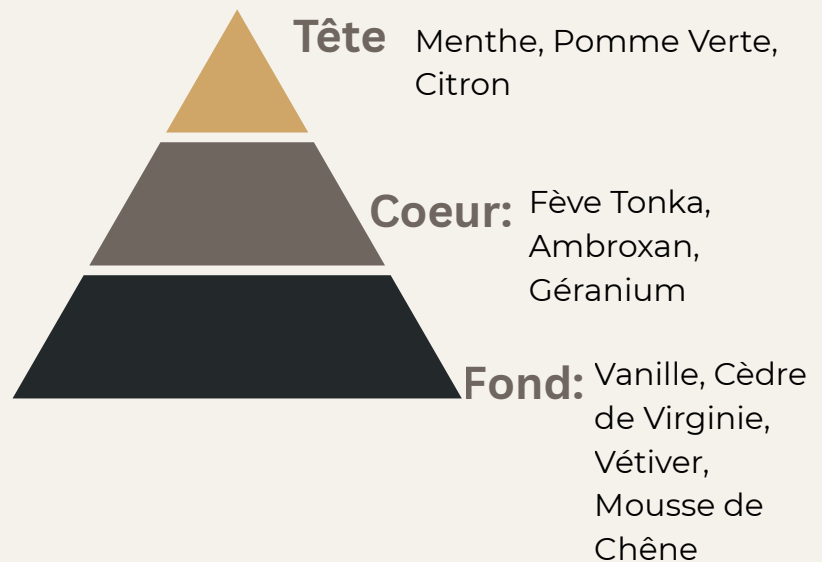 Tête
Menthe, Pomme Verte,
Citron
Coeur:
Fève Tonka,
Ambroxan,
Géranium
Fond:
Vanille, Cèdre
de Virginie,
Vétiver,
Mousse de
Chêne